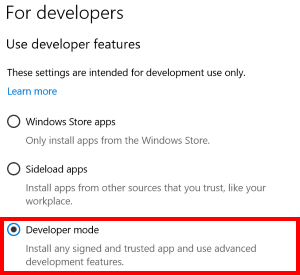 For developers
Use developer features
These settings are intended for development use only.
Learn more
Windows Store apps
Only install apps from the Windows Store.
Sideload apps
Install apps from other sources that you trust, like your
workplace.
Developer mode
Install any signed and trusted app and use advanced
development features.